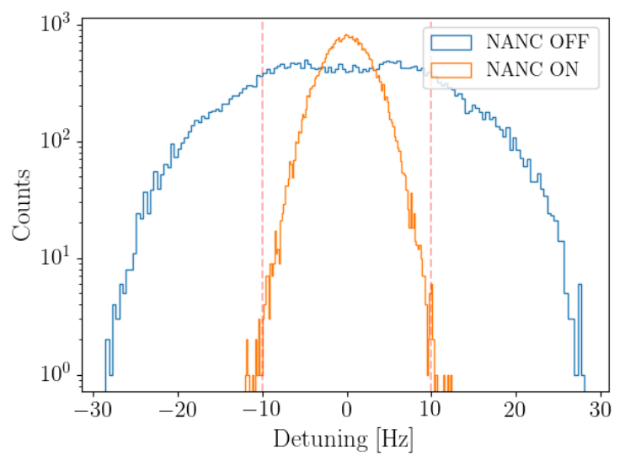 10³
10²
10¹
10⁰
Counts
NANC OFF
NANC ON
−30 −20 −10 0 10 20 30
Detuning [Hz]